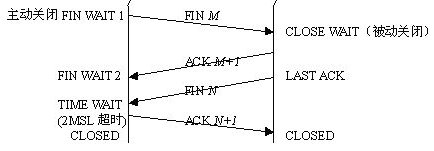 主动关闭 FIN WAIT 1
FIN M
CLOSE WAIT（被动关闭）
ACK M+1
FIN WAIT 2
LAST ACK
FIN N
TIME WAIT
(2MSL 超时)
ACK N+1
CLOSED
CLOSED